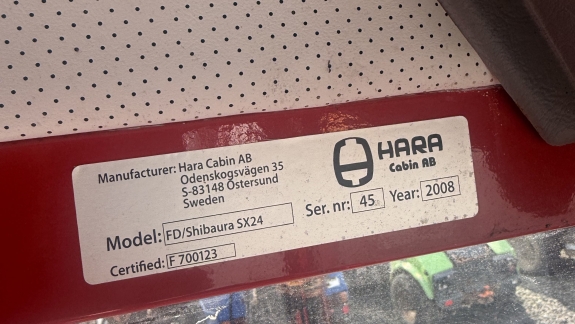 Manufacturer: Hara Cabin AB
Odenskogsvägen 35
S-83148 Östersund
Sweden
HARA
Cabin AB
Model: FD/Shibaura SX24
Ser. nr: 45
Year: 2008
Certified: F 700123